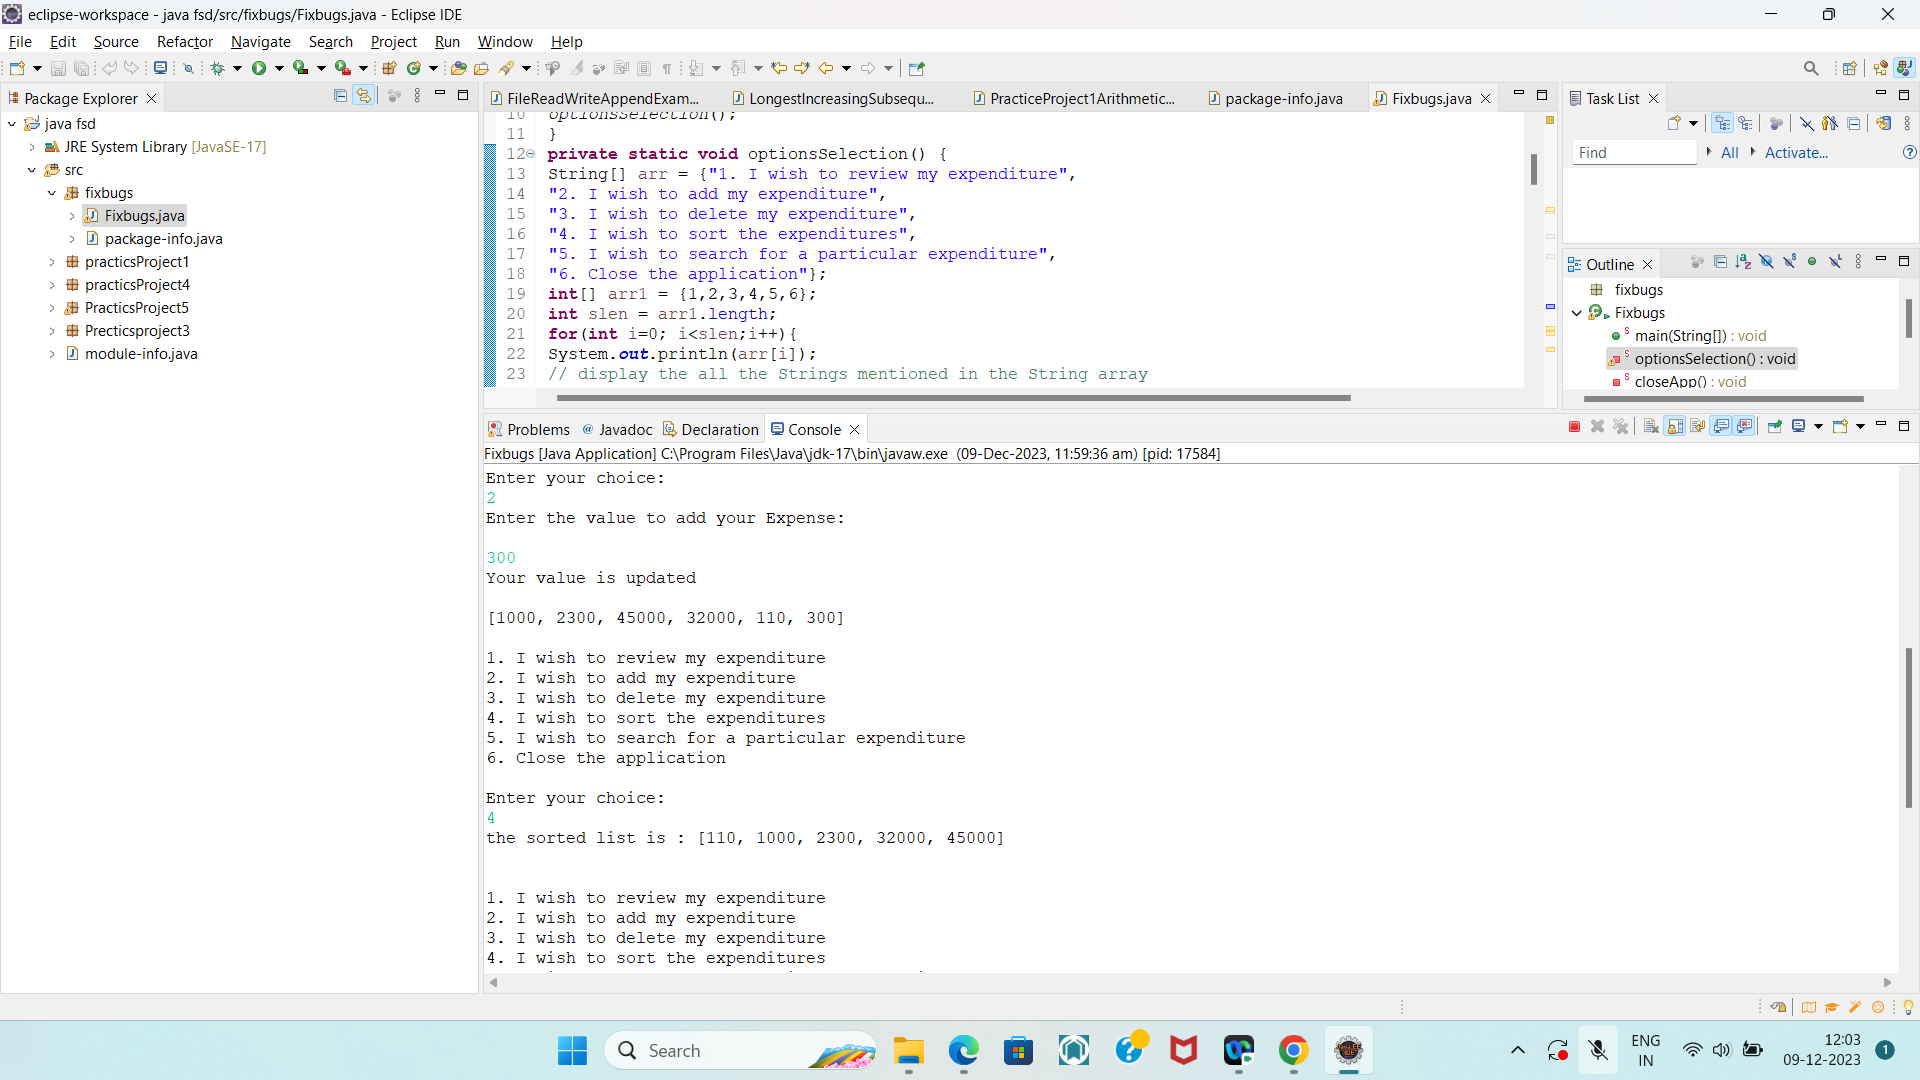 eclipse-workspace - java fsd/src/fixbugs/Fixbugs.java - Eclipse IDE
File Edit Source Refactor Navigate Search Project Run Window Help
Package Explorer
java fsd
JRE System Library [JavaSE-17]
src
fixbugs
Fixbugs.java
package-info.java
practicsProject1
practicsProject4
PracticsProject5
Precticsproject3
module-info.java
FileReadWriteAppendExam... LongestIncreasingSubsequ... PracticeProject1Arithmetic... package-info.java Fixbugs.java
10 optionsSelection();
11 }
12 private static void optionsSelection() {
13 String[] arr = {"1. I wish to review my expenditure",
14 "2. I wish to add my expenditure",
15 "3. I wish to delete my expenditure",
16 "4. I wish to sort the expenditures",
17 "5. I wish to search for a particular expenditure",
18 "6. Close the application"};
19 int[] arr1 = {1,2,3,4,5,6};
20 int slen = arr1.length;
21 for(int i=0; i<slen;i++){
22 System.out.println(arr[i]);
23 // display the all the Strings mentioned in the String array
Task List
Find All Activate...
Outline
fixbugs
Fixbugs
main(String[]) : void
optionsSelection() : void
closeApp() : void
Problems @ Javadoc Declaration Console
Fixbugs [Java Application] C:\Program Files\Java\jdk-17\bin\javaw.exe (09-Dec-2023, 11:59:36 am) [pid: 17584]
Enter your choice:
2
Enter the value to add your Expense:
300
Your value is updated
[1000, 2300, 45000, 32000, 110, 300]
1. I wish to review my expenditure
2. I wish to add my expenditure
3. I wish to delete my expenditure
4. I wish to sort the expenditures
5. I wish to search for a particular expenditure
6. Close the application
Enter your choice:
4
the sorted list is : [110, 1000, 2300, 32000, 45000]
1. I wish to review my expenditure
2. I wish to add my expenditure
3. I wish to delete my expenditure
4. I wish to sort the expenditures
Search
ENG
IN
12:03
09-12-2023
1